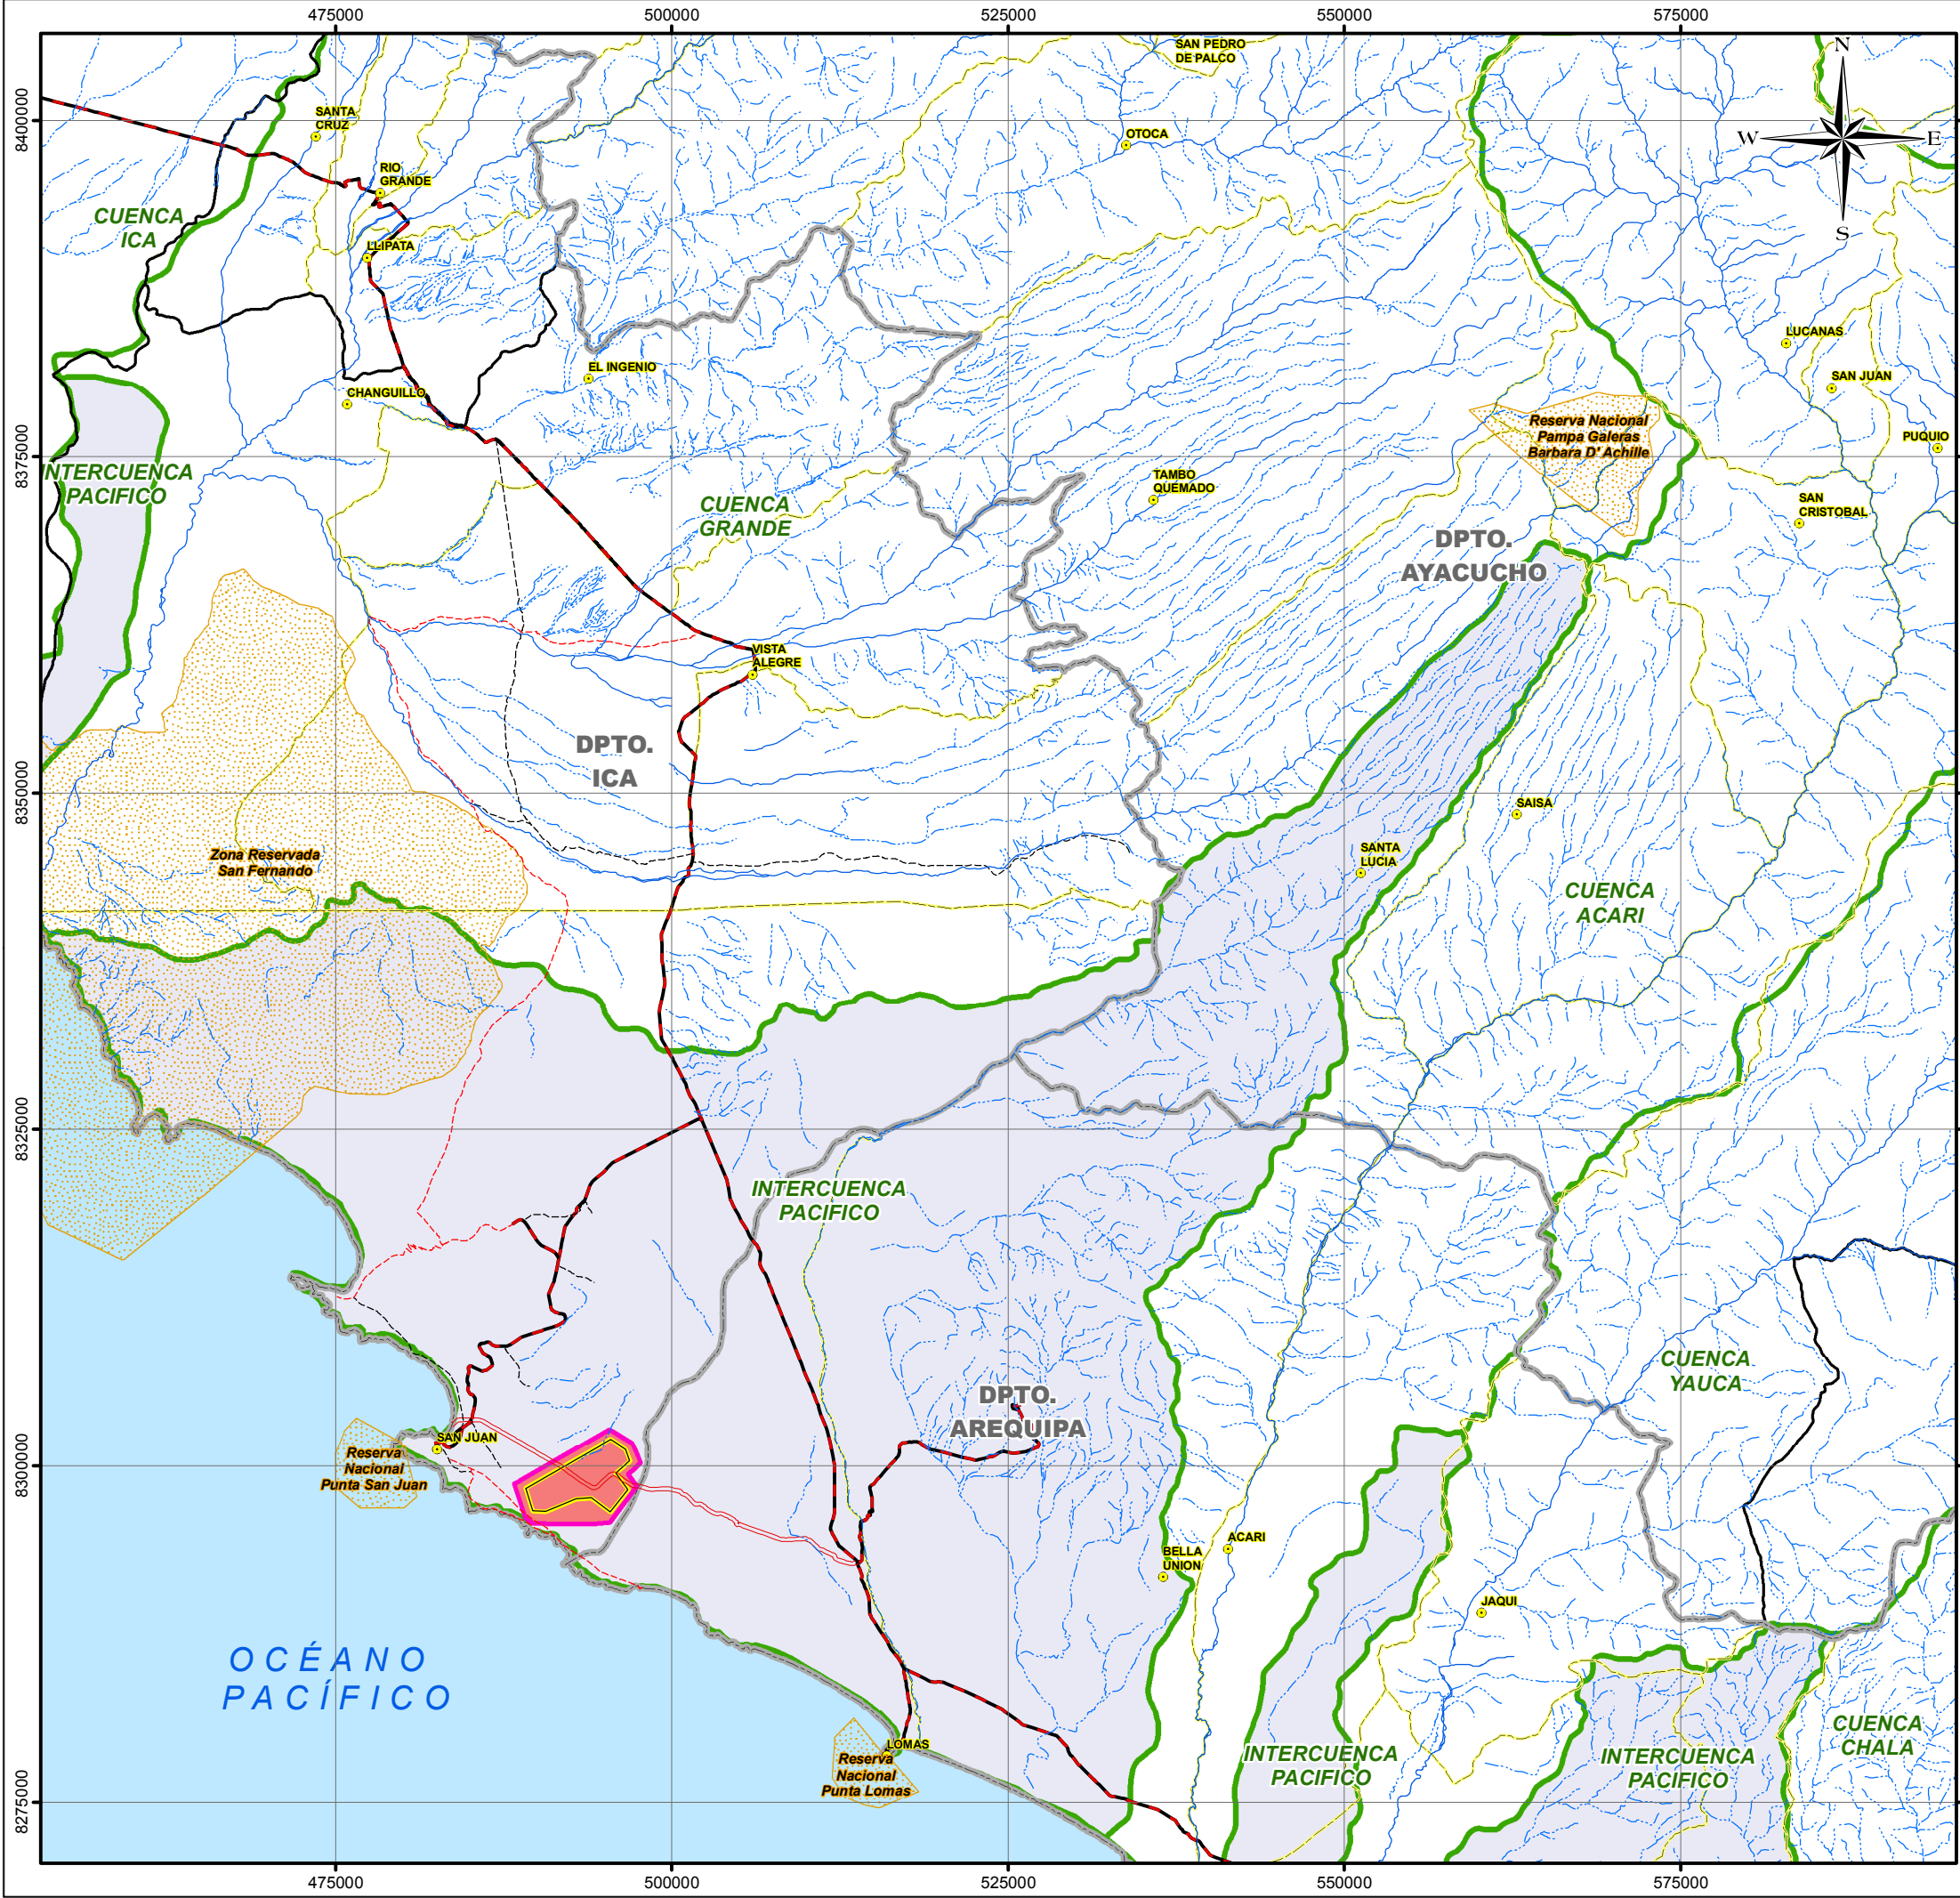 475000
500000
525000
550000
575000
SAN PEDRO
DE PALCO
N
W
E
S
8400000
SANTA
CRUZ
OTOCA
RIO
GRANDE
CUENCA
ICA
LLIPATA
LUCANAS
EL INGENIO
SAN JUAN
CHANGUILLO
Reserva Nacional
Pampa Galeras
Barbara D' Achille
PUQUIO
8375000
INTERCUENCA
PACIFICO
TAMBO
QUEMADO
CUENCA
GRANDE
SAN
CRISTOBAL
DPTO.
AYACUCHO
VISTA
ALEGRE
DPTO.
ICA
8350000
SAISA
Zona Reservada
San Fernando
SANTA
LUCIA
CUENCA
ACARI
8325000
INTERCUENCA
PACIFICO
CUENCA
YAUCA
DPTO.
AREQUIPA
SAN JUAN
Reserva
Nacional
Punta San Juan
8300000
ACARI
BELLA
UNION
JAQUI
OCÉANO
PACÍFICO
LOMAS
Reserva
Nacional
Punta Lomas
INTERCUENCA
PACIFICO
INTERCUENCA
PACIFICO
CUENCA
CHALA
8275000
475000
500000
525000
550000
575000